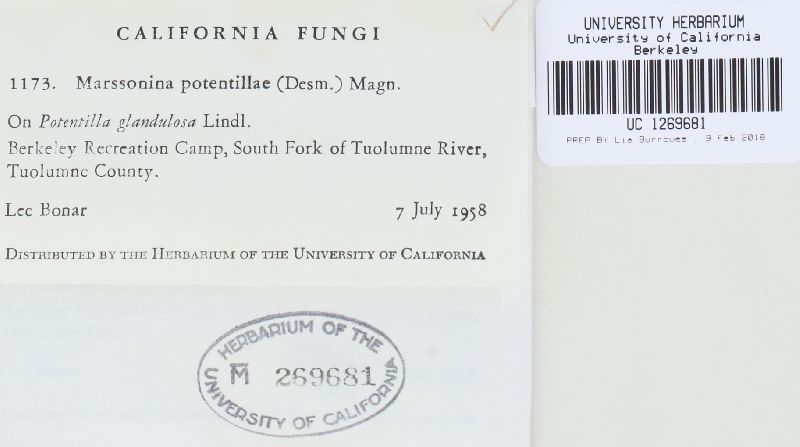 CALIFORNIA FUNGI
1173. Marssonina potentillae (Desm.) Magn.
On Potentilla glandulosa Lindl.
Berkeley Recreation Camp, South Fork of Tuolumne River,
Tuolumne County.
Lee Bonar 7 July 1958
DISTRIBUTED BY THE HERBARIUM OF THE UNIVERSITY OF CALIFORNIA
HERBARIUM OF THE
M 269681
UNIVERSITY OF CALIFORNIA
UNIVERSITY HERBARIUM
University of California
Berkeley
UC 1269681
PREP BY Lia Burrowes , 9 Feb 2018